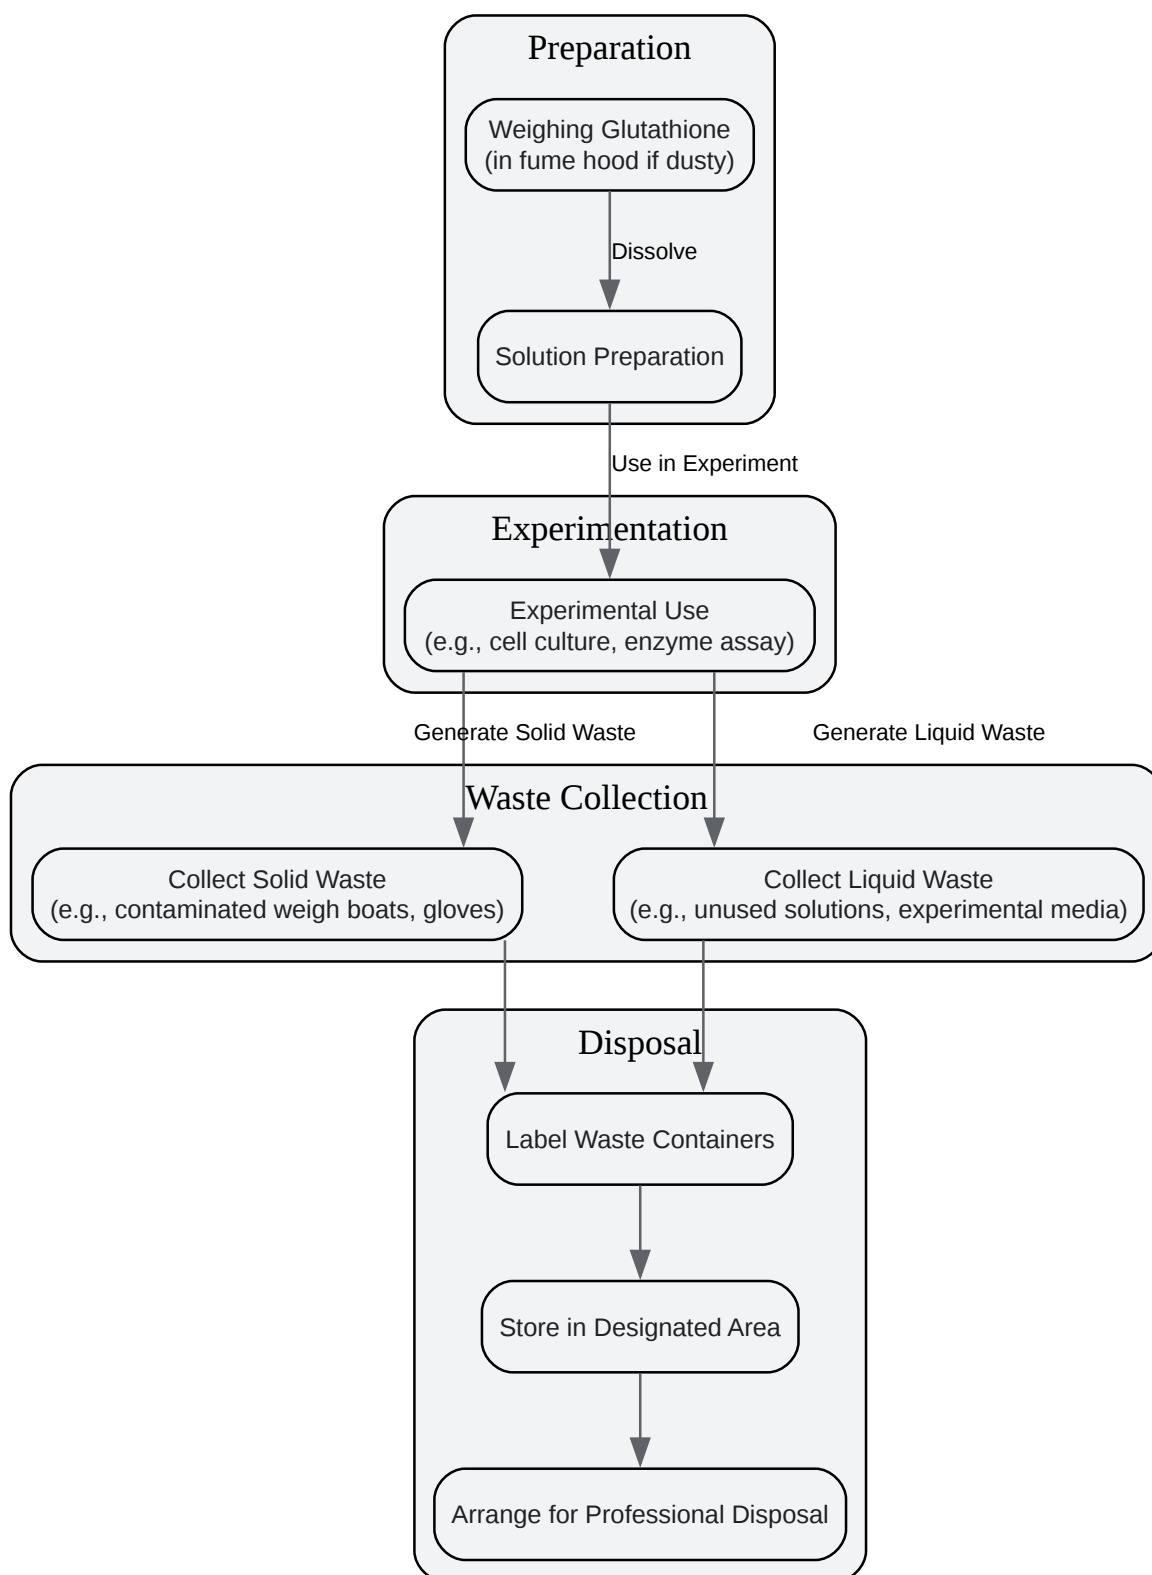 Preparation
Weighing Glutathione
(in fume hood if dusty)
Dissolve
Solution Preparation
Use in Experiment
Experimentation
Experimental Use
(e.g., cell culture, enzyme assay)
Generate Solid Waste
Generate Liquid Waste
Waste Collection
Collect Solid Waste
(e.g., contaminated weigh boats, gloves)
Collect Liquid Waste
(e.g., unused solutions, experimental media)
Disposal
Label Waste Containers
Store in Designated Area
Arrange for Professional Disposal